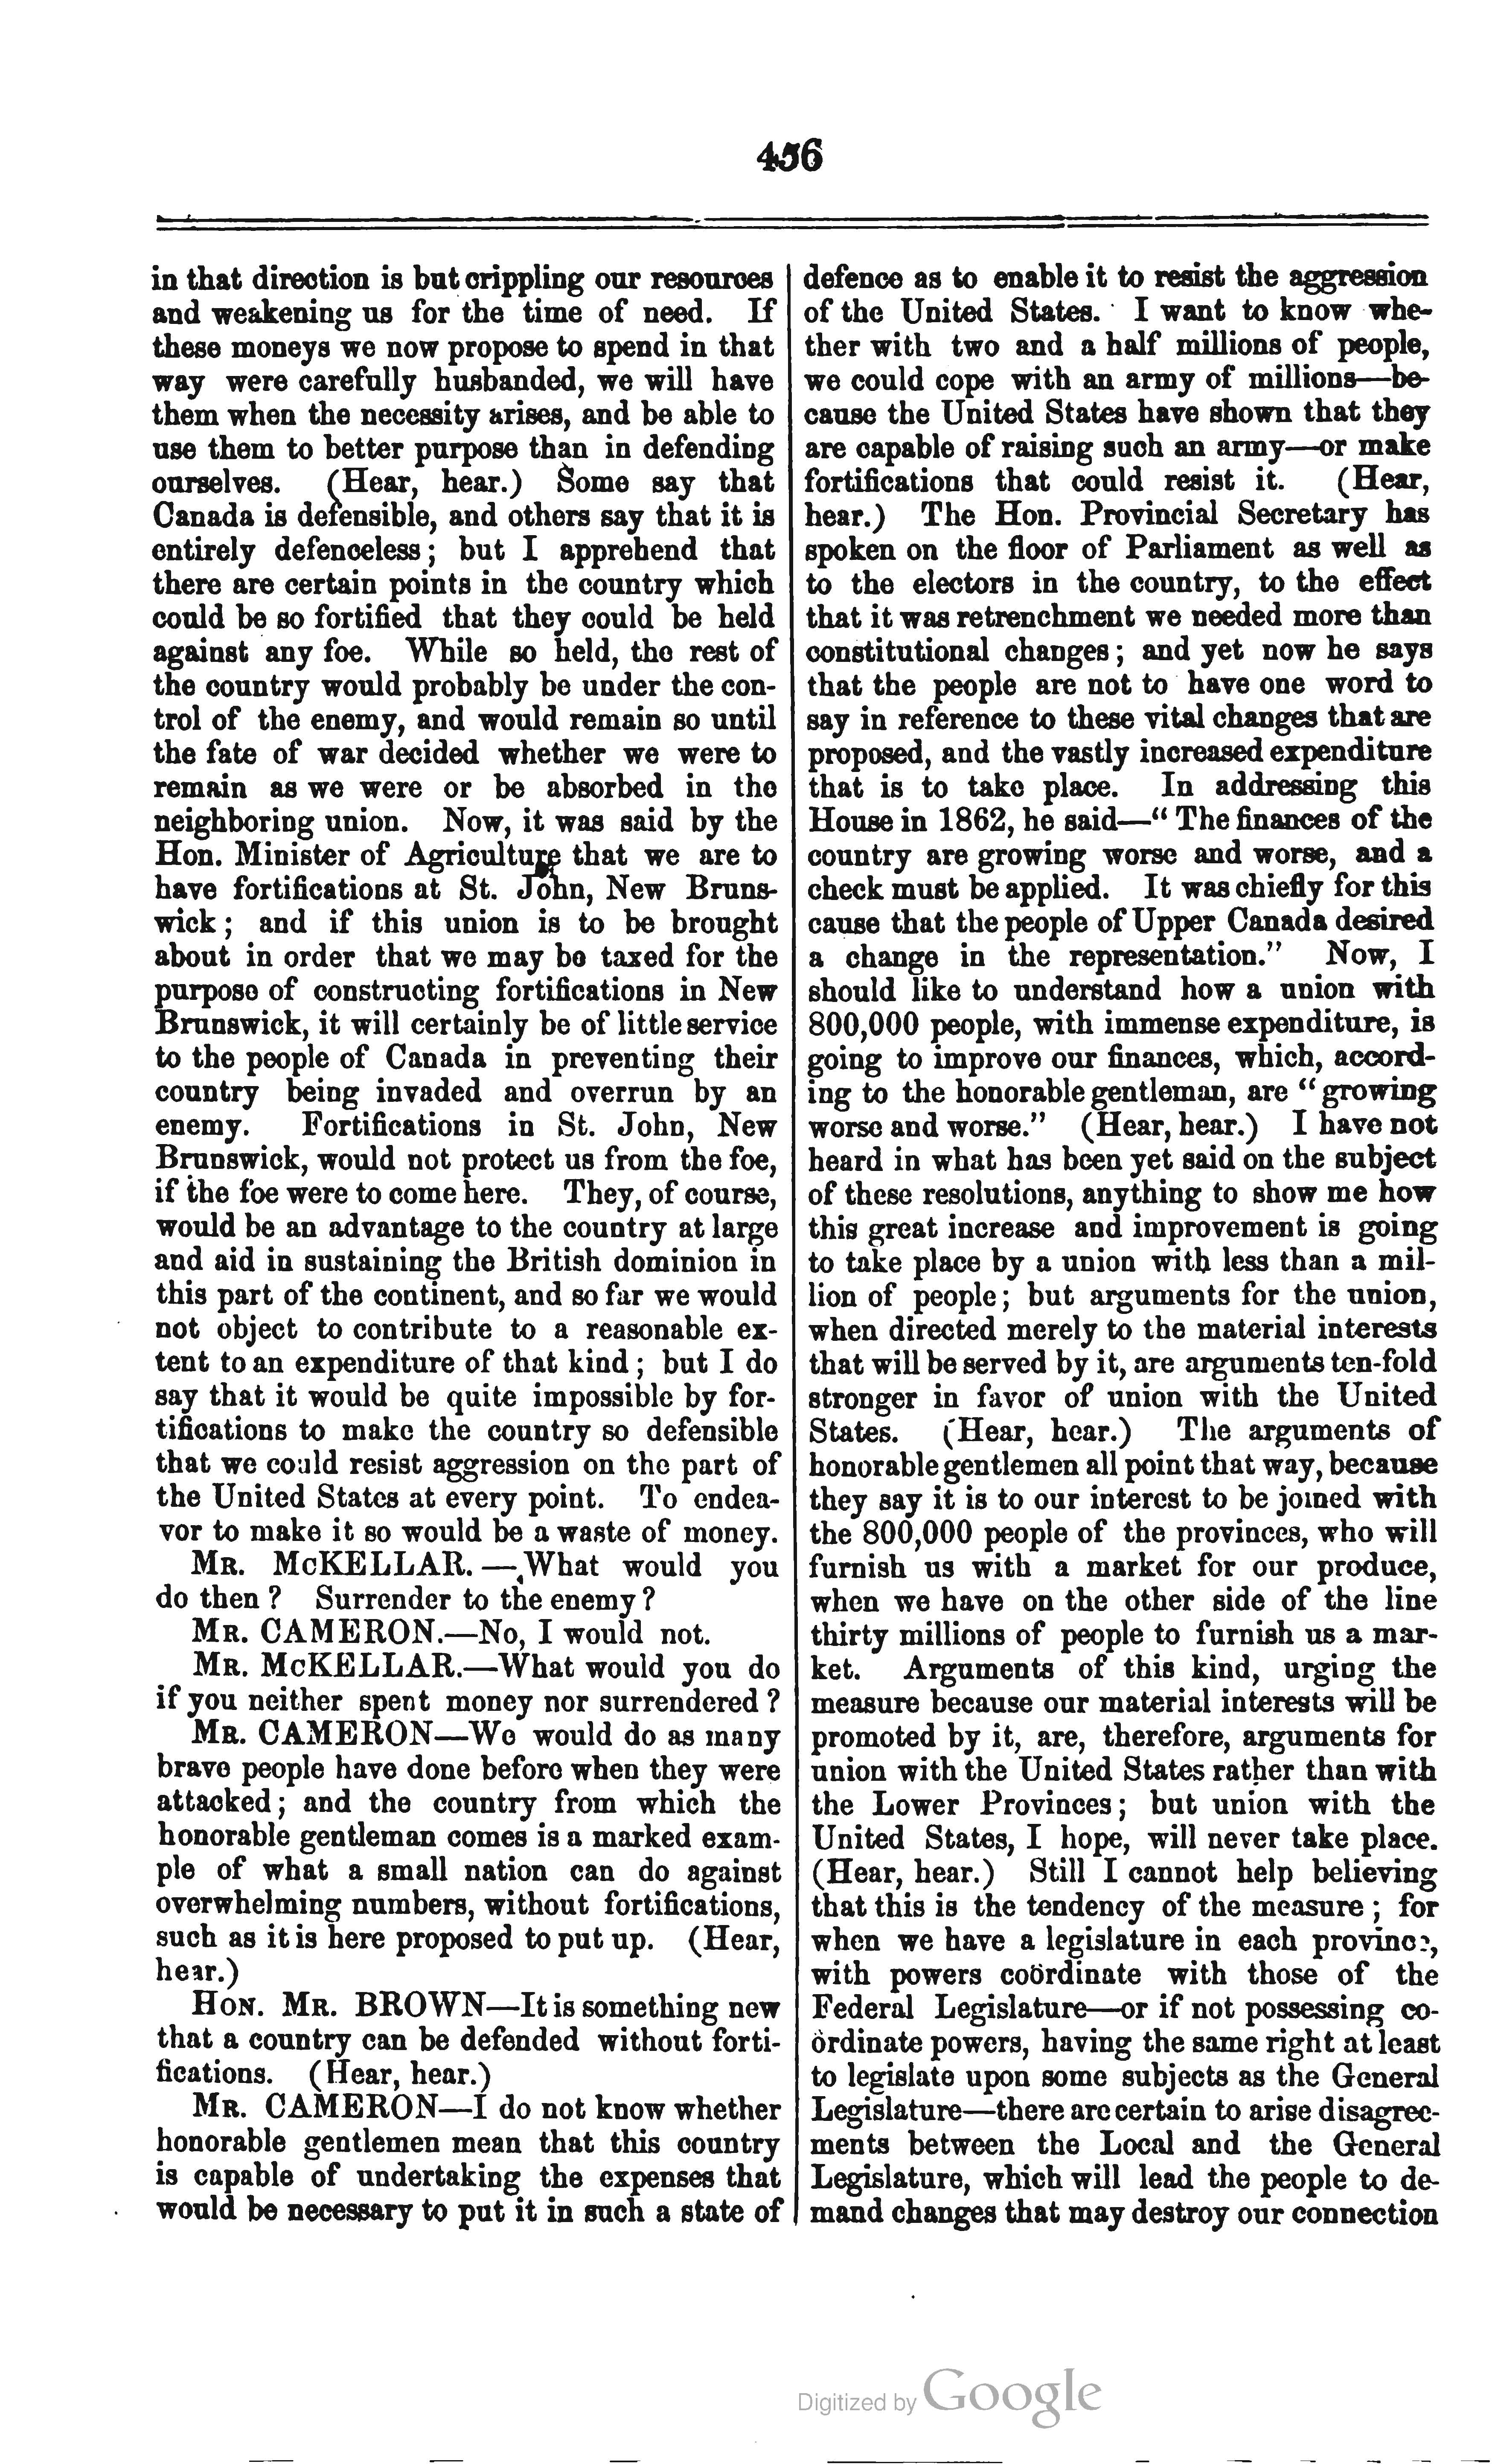 456
in that direction is but crippling our resources
and weakening us for the time of need. If
these moneys we now propose to spend in that
way were carefully husbanded, we will have
them when the necessity arises, and be able to
use them to better purpose than in defending
ourselves. (Hear, hear.) Some say that
Canada is defensible, and others say that it is
entirely defenceless; but I apprehend that
there are certain points in the country which
could be so fortified that they could be held
against any foe. While so held, the rest of
the country would probably be under the con-
trol of the enemy, and would remain so until
the fate of war decided whether we were to
remain as we were or be absorbed in the
neighboring union. Now, it was said by the
Hon. Minister of Agriculture that we are to
have fortifications at St. John, New Bruns-
wick; and if this union is to be brought
about in order that we may be taxed for the
purpose of constructing fortifications in New
Brunswick, it will certainly be of little service
to the people of Canada in preventing their
country being invaded and overrun by an
enemy. Fortifications in St. John, New
Brunswick, would not protect us from the foe,
if the foe were to come here. They, of course,
would be an advantage to the country at large
and aid in sustaining the British dominion in
this part of the continent, and so far we would
not object to contribute to a reasonable ex-
tent to an expenditure of that kind; but I do
say that it would be quite impossible by for-
tifications to make the country so defensible
that we could resist aggression on the part of
the United States at every point. To endea-
vor to make it so would be a waste of money.
MR. McKELLAR.—What would you
do then? Surrender to the enemy?
MR. CAMERON.—No, I would not.
MR. McKELLAR.—What would you do
if you neither spent money nor surrendered?
MR. CAMERON—We would do as many
brave people have done before when they were
attacked; and the country from which the
honorable gentleman comes is a marked exam-
ple of what a small nation can do against
overwhelming numbers, without fortifications,
such as it is here proposed to put up. (Hear,
hear.)
HON. MR. BROWN—It is something new
that a country can be defended without forti-
fications. (Hear, hear.)
MR. CAMERON—I do not know whether
honorable gentlemen mean that this country
is capable of undertaking the expenses that
would be necessary to put it in such a state of
defence as to enable it to resist the aggression
of the United States. I want to know whe-
ther with two and a half millions of people,
we could cope with an army of millions—be-
cause the United States have shown that they
are capable of raising such an army—or make
fortifications that could resist it. (Hear,
hear.) The Hon. Provincial Secretary has
spoken on the floor of Parliament as well as
to the electors in the country, to the effect
that it was retrenchment we needed more than
constitutional changes; and yet now he says
that the people are not to have one word to
say in reference to these vital changes that are
proposed, and the vastly increased expenditure
that is to take place. In addressing this
House in 1862, he said—"The finances of the
country are growing worse and worse, and a
check must be applied. It was chiefly for this
cause that the people of Upper Canada desired
a change in the representation." Now, I
should like to understand how a union with
800,000 people, with immense expenditure, is
going to improve our finances, which, accord-
ing to the honorable gentleman, are "growing
worse and worse." (Hear, hear.) I have not
heard in what has been yet said on the subject
of these resolutions, anything to show me how
this great increase and improvement is going
to take place by a union with less than a mil-
lion of people; but arguments for the union,
when directed merely to the material interests
that will be served by it, are arguments ten-fold
stronger in favor of union with the United
States. (Hear, hear.) The arguments of
honorable gentlemen all point that way, because
they say it is to our interest to be joined with
the 800,000 people of the provinces, who will
furnish us with a market for our produce,
when we have on the other side of the line
thirty millions of people to furnish us a mar-
ket. Arguments of this kind, urging the
measure because our material interests will be
promoted by it, are, therefore, arguments for
union with the United States rather than with
the Lower Provinces; but union with the
United States, I hope, will never take place.
(Hear, hear.) Still I cannot help believing
that this is the tendency of the measure; for
when we have a legislature in each province,
with powers coördinate with those of the
Federal Legislature—or if not possessing co-
ördinate powers, having the same right at least
to legislate upon some subjects as the General
Legislature—there are certain to arise disagree-
ments between the Local and the General
Legislature, which will lead the people to de-
mand changes that may destroy our connection
Digitized by Google